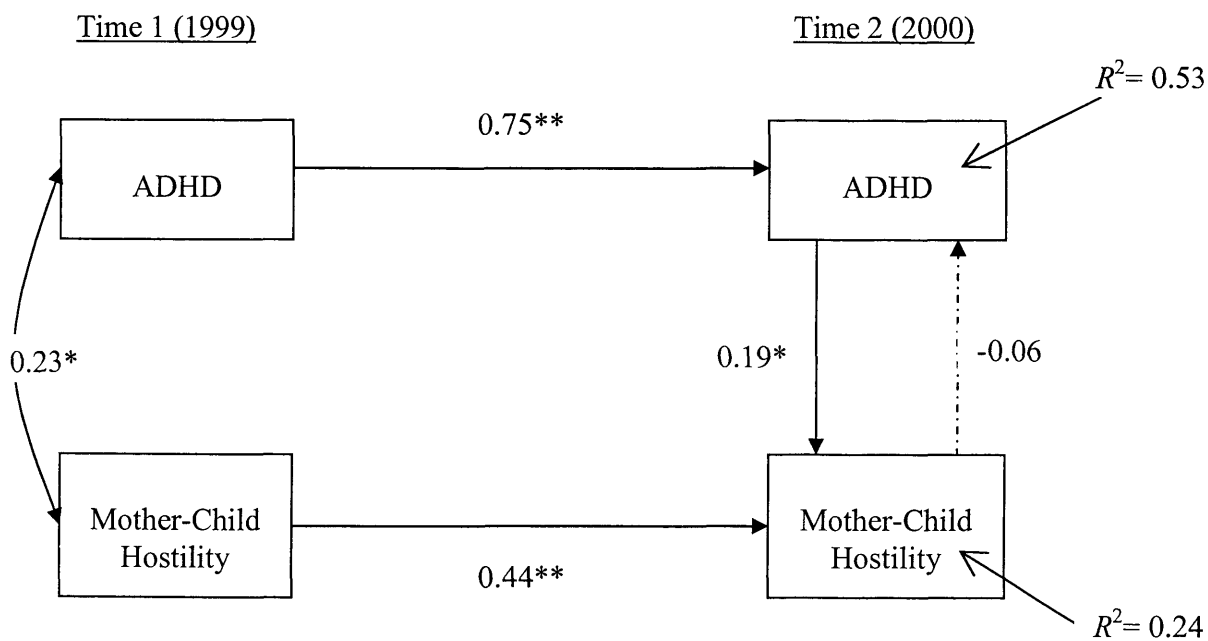 Time 1 (1999)
Time 2 (2000)
R²= 0.53
0.75**
ADHD
ADHD
0.23*
0.19*
-0.06
Mother-Child
Hostility
Mother-Child
Hostility
0.44**
R²= 0.24